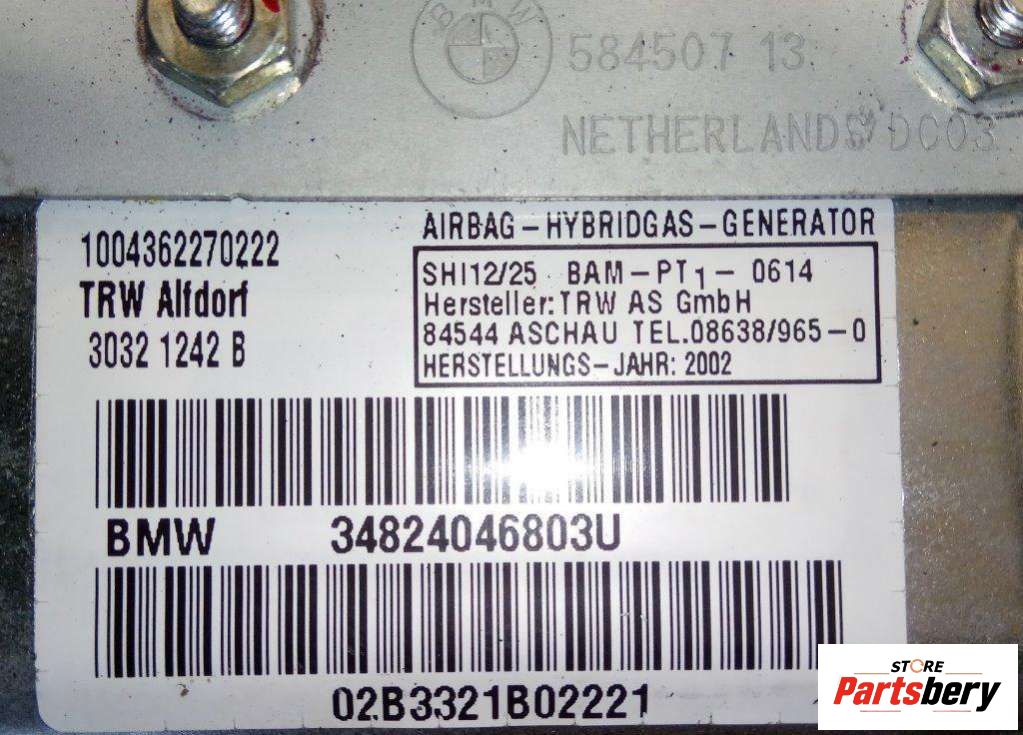 BMW
584507 13
NETHERLANDS DC03
1004362270222
TRW Alfdorf
3032 1242 B
AIRBAG-HYBRIDGAS-GENERATOR
SHI12/25 BAM-PT1-0614
Hersteller: TRW AS GmbH
84544 ASCHAU TEL.08638/965-0
HERSTELLUNGS-JAHR: 2002
BMW 34824046803U
02B3321B02221
STORE
Partsbery